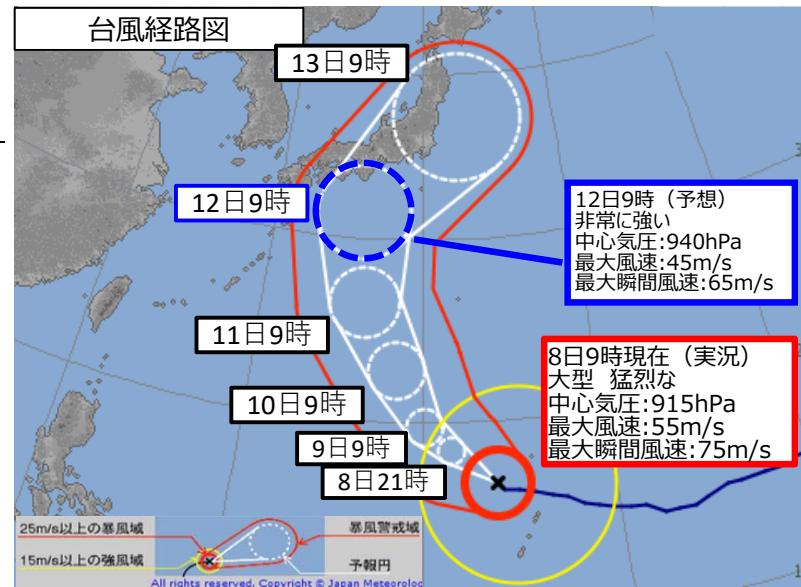 台風経路図
13日9時
12日9時
12日9時（予想）
非常に強い
中心気圧:940hPa
最大風速:45m/s
最大瞬間風速:65m/s
11日9時
8日9時現在（実況）
大型 猛烈な
中心気圧:915hPa
最大風速:55m/s
最大瞬間風速:75m/s
10日9時
9日9時
8日21時
25m/s以上の暴風域
暴風警戒域
15m/s以上の強風域
予報円
All rights reserved. Copyright © Japan Meteoroloc